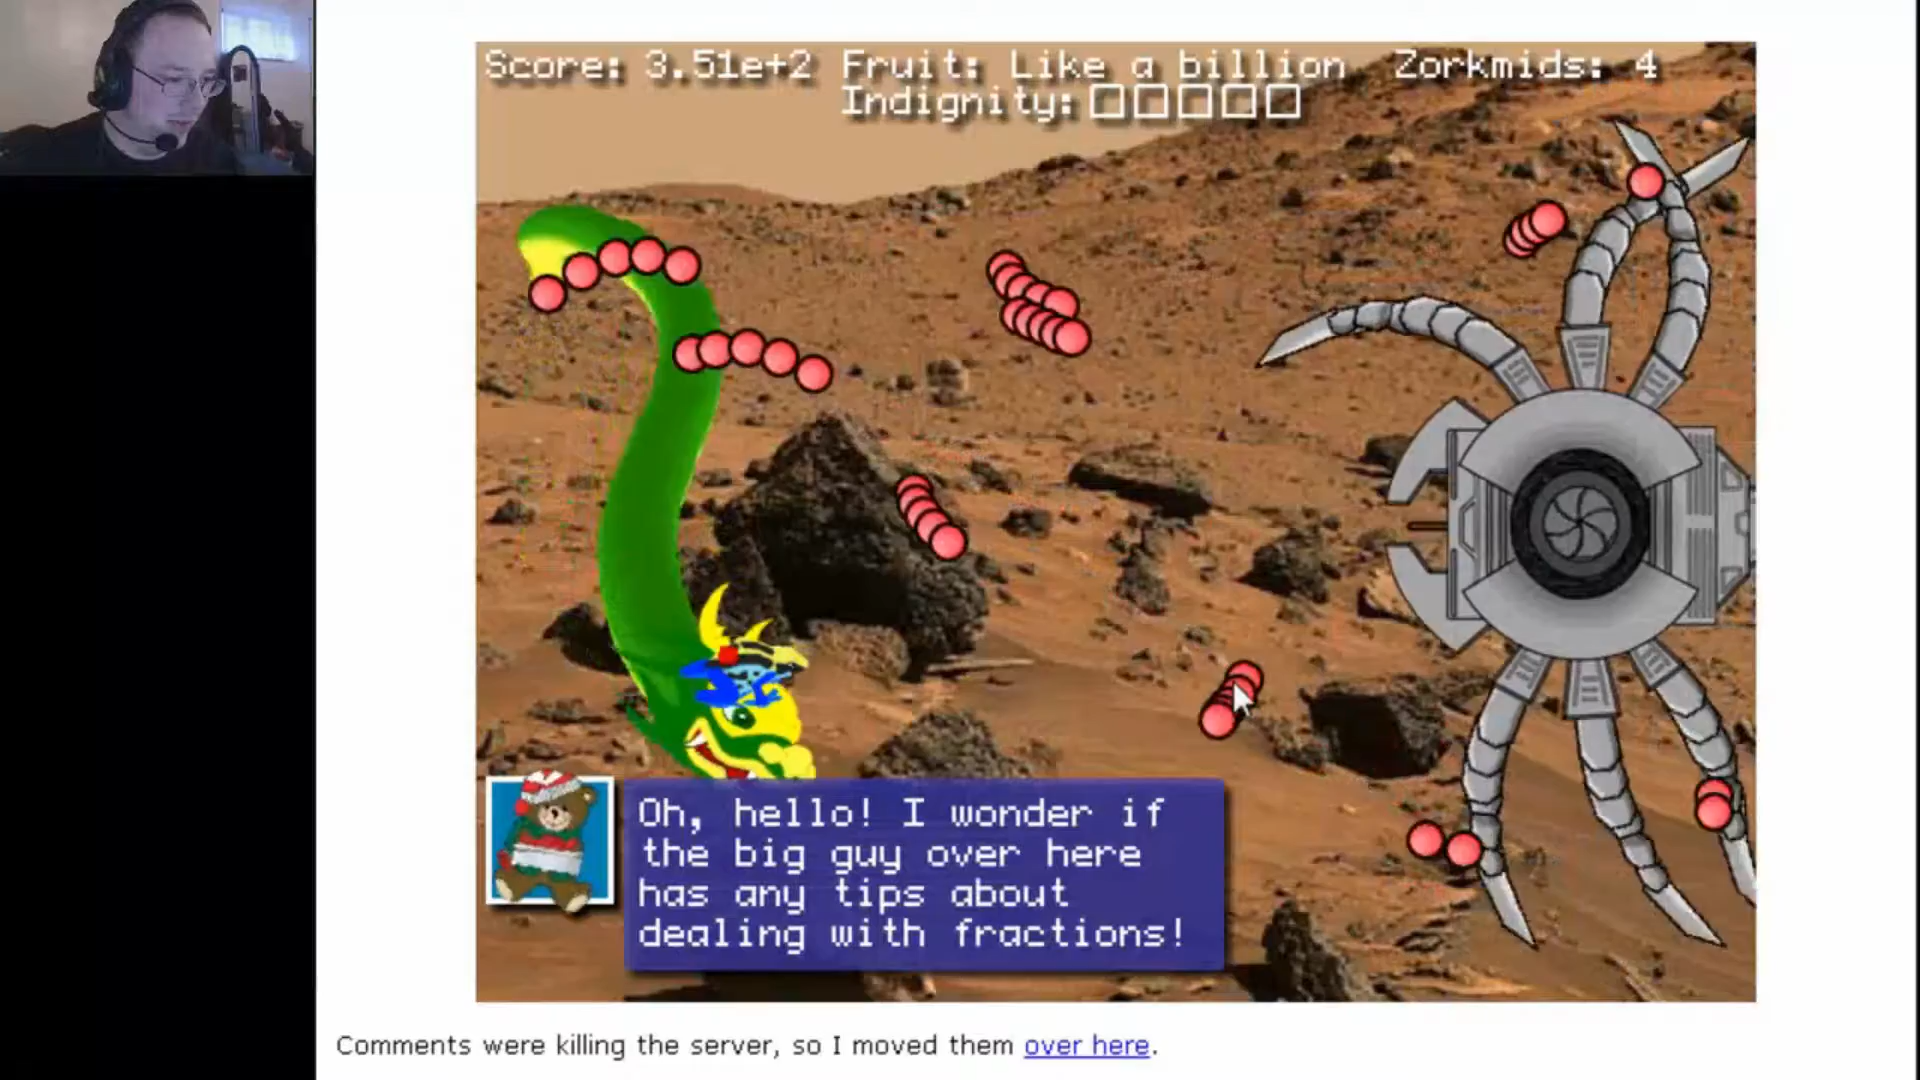 Score: 3.51e+2 Fruit: Like a billion Zorkmids: 4
Indignity:
Oh, hello! I wonder if
the big guy over here
has any tips about
dealing with fractions!
Comments were killing the server, so I moved them over here.